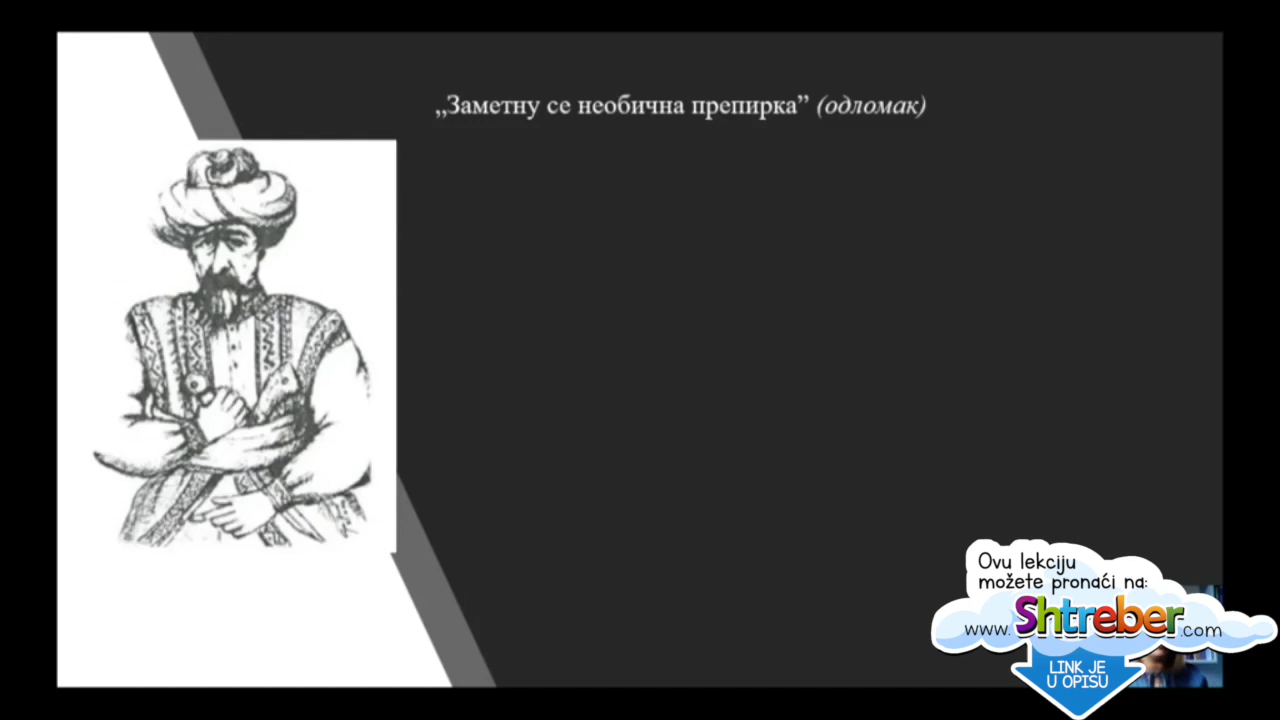 „Заметну се необична препирка” (одломак)
Ovu lekciju
možete pronaći na:
www.Shtreber.com
LINK JE
U OPISU